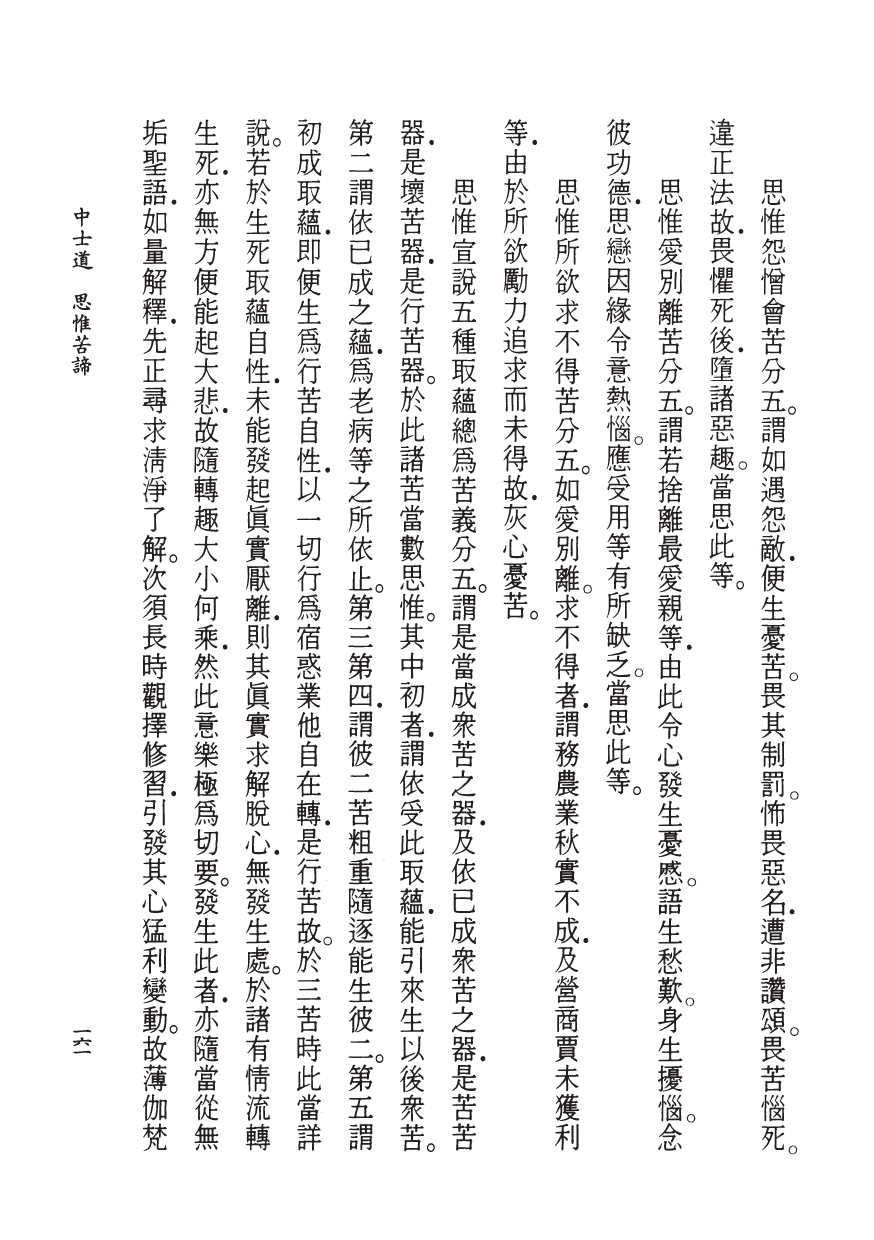 思惟怨憎會苦分五。謂如遇怨敵．便生憂苦。畏其制罰。怖畏惡名．遭非讚頌。畏苦惱死。
違正法故．畏懼死後．墮諸惡趣。當思此等。
思惟愛別離苦分五。謂若捨離最愛親等．由此令心發生憂慼。語生愁歎。身生擾惱。念
彼功德．思戀因緣令意熱惱。應受用等有所缺乏。當思此等。
思惟所欲求不得苦分五。如愛別離。求不得者．謂務農業秋實不成．及營商賈未獲利
等．由於所欲勵力追求而未得故．灰心憂苦。
思惟宣說五種取蘊總爲苦義分五。謂是當成衆苦之器．及依已成衆苦之器．是苦苦
器．是壞苦器．是行苦器。於此諸苦當數思惟。其中初者．謂依受此取蘊．能引來生以後衆苦。
第二謂依已成之蘊．爲老病等之所依止。第三第四．謂彼二苦粗重隨逐能生彼二。第五謂
初成取蘊．即便生爲行苦自性．以一切行爲宿惑業他自在轉．是行苦故。於三苦時此當詳
說。若於生死取蘊自性．未能發起眞實厭離．則其眞實求解脫心．無發生處。於諸有情流轉
生死．亦無方便能起大悲．故隨轉趣大小何乘．然此意樂極爲切要。發生此者．亦隨當從無
垢聖語．如量解釋．先正尋求淸淨了解。次須長時觀擇修習．引發其心猛利變動。故薄伽梵
中士道　思惟苦諦
一六一